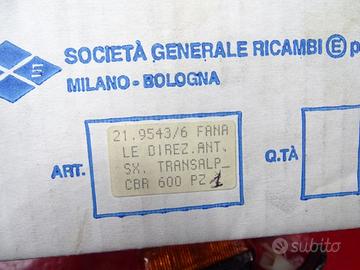 SOCIETÀ GENERALE RICAMBI E p
MILANO - BOLOGNA
ART.
21.9543/6 FANA
LE DIREZ.ANT.
SX. TRANSALP_
CBR 600 PZ 1
Q.TÀ
subito